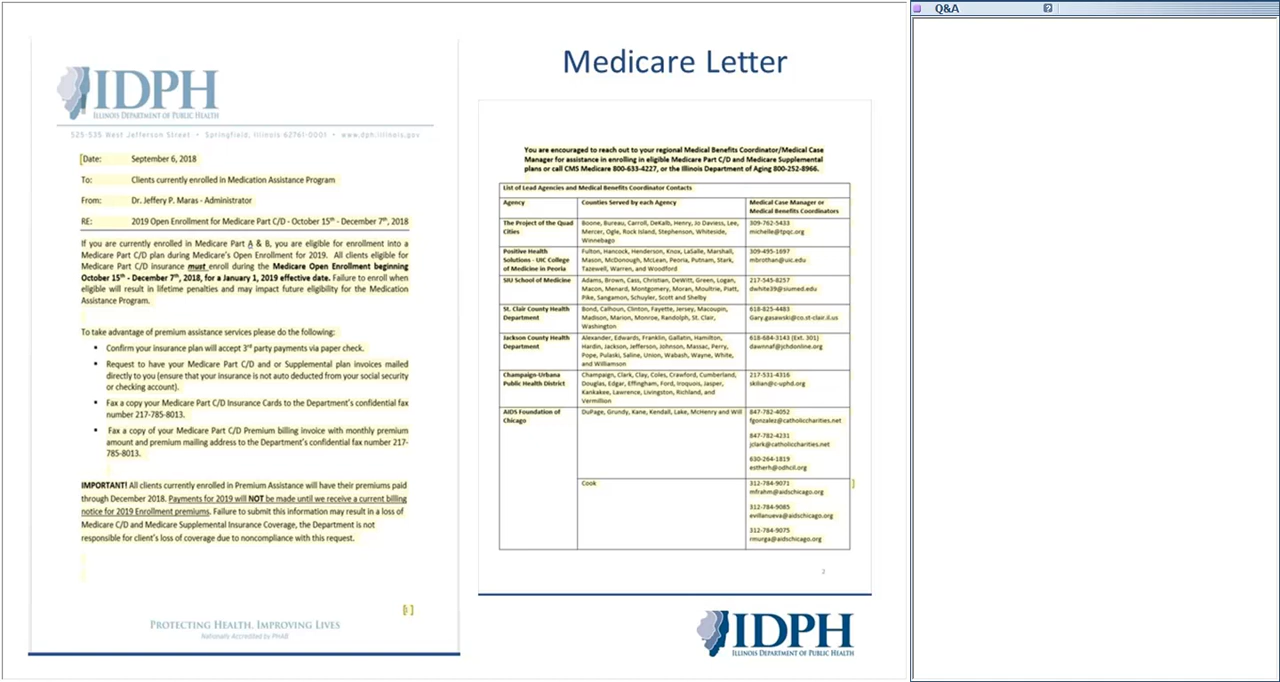 Q&A
IDPH
ILLINOIS DEPARTMENT OF PUBLIC HEALTH
525-535 West Jefferson Street • Springfield, Illinois 62761-0001 • www.dph.illinois.gov
Date: September 6, 2018
To: Clients currently enrolled in Medication Assistance Program
From: Dr. Jeffery P. Maras - Administrator
RE: 2019 Open Enrollment for Medicare Part C/D - October 15th - December 7th, 2018
If you are currently enrolled in Medicare Part A & B, you are eligible for enrollment into a
Medicare Part C/D plan during Medicare's Open Enrollment for 2019. All clients eligible for
Medicare Part C/D insurance must enroll during the Medicare Open Enrollment beginning
October 15th - December 7th, 2018, for a January 1, 2019 effective date. Failure to enroll when
eligible will result in lifetime penalties and may impact future eligibility for the Medication
Assistance Program.
To take advantage of premium assistance services please do the following:
• Confirm your insurance plan will accept 3rd party payments via paper check.
• Request to have your Medicare Part C/D and or Supplemental plan invoices mailed
directly to you (ensure that your insurance is not auto deducted from your social security
or checking account).
• Fax a copy your Medicare Part C/D Insurance Cards to the Department's confidential fax
number 217-785-8013.
• Fax a copy of your Medicare Part C/D Premium billing invoice with monthly premium
amount and premium mailing address to the Department's confidential fax number 217-
785-8013.
IMPORTANT! All clients currently enrolled in Premium Assistance will have their premiums paid
through December 2018. Payments for 2019 will NOT be made until we receive a current billing
notice for 2019 Enrollment premiums. Failure to submit this information may result in a loss of
Medicare C/D and Medicare Supplemental Insurance Coverage, the Department is not
responsible for client's loss of coverage due to noncompliance with this request.
PROTECTING HEALTH, IMPROVING LIVES
Nationally Accredited by PHAB
Medicare Letter
You are encouraged to reach out to your regional Medical Benefits Coordinator/Medical Case
Manager for assistance in enrolling in eligible Medicare Part C/D and Medicare Supplemental
plans or call CMS Medicare 800-633-4227, or the Illinois Department of Aging 800-252-8966.
List of Lead Agencies and Medical Benefits Coordinator Contacts
Agency
Counties Served by each Agency
Medical Case Manager or
Medical Benefits Coordinators
The Project of the Quad
Cities
Boone, Bureau, Carroll, DeKalb, Henry, Jo Daviess, Lee,
Mercer, Ogle, Rock Island, Stephenson, Whiteside,
Winnebago
309-762-5433
michelle@tpqc.org
Positive Health
Solutions - UIC College
of Medicine in Peoria
Fulton, Hancock, Henderson, Knox, LaSalle, Marshall,
Mason, McDonough, McLean, Peoria, Putnam, Stark,
Tazewell, Warren, and Woodford
309-495-1697
mbrothan@uic.edu
SIU School of Medicine
Adams, Brown, Cass, Christian, DeWitt, Green, Logan,
Macon, Menard, Montgomery, Moran, Moultrie, Piatt,
Pike, Sangamon, Schuyler, Scott and Shelby
217-545-8257
dwhite39@siumed.edu
St. Clair County Health
Department
Bond, Calhoun, Clinton, Fayette, Jersey, Macoupin,
Madison, Marion, Monroe, Randolph, St. Clair,
Washington
618-825-4483
Gary.gasawski@co.st-clair.il.us
Jackson County Health
Department
Alexander, Edwards, Franklin, Gallatin, Hamilton,
Hardin, Jackson, Jefferson, Johnson, Massac, Perry,
Pope, Pulaski, Saline, Union, Wabash, Wayne, White,
and Williamson
618-684-3143 (Ext. 301)
dawnnaf@jchdonline.org
Champaign-Urbana
Public Health District
Champaign, Clark, Clay, Coles, Crawford, Cumberland,
Douglas, Edgar, Effingham, Ford, Iroquois, Jasper,
Kankakee, Lawrence, Livingston, Richland, and
Vermillion
217-531-4316
skilian@c-uphd.org
AIDS Foundation of
Chicago
DuPage, Grundy, Kane, Kendall, Lake, McHenry and Will
847-782-4052
fgonzalez@catholiccharities.net
847-782-4231
jclark@catholiccharities.net
630-264-1819
estherh@odhcil.org
Cook
312-784-9071
mfrahm@aidschicago.org
312-784-9085
evillanueva@aidschicago.org
312-784-9075
rmurga@aidschicago.org
2
IDPH
ILLINOIS DEPARTMENT OF PUBLIC HEALTH